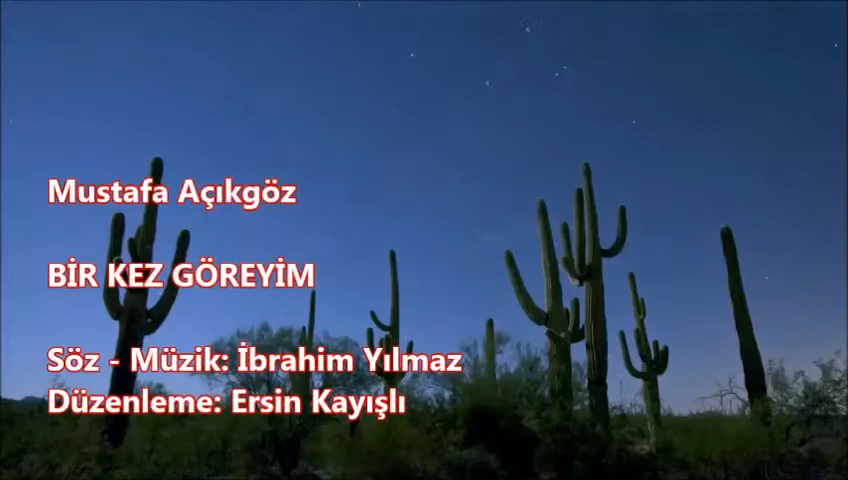 Mustafa Açıkgöz
BİR KEZ GÖREYİM
Söz - Müzik: İbrahim Yılmaz
Düzenleme: Ersin Kayışlı